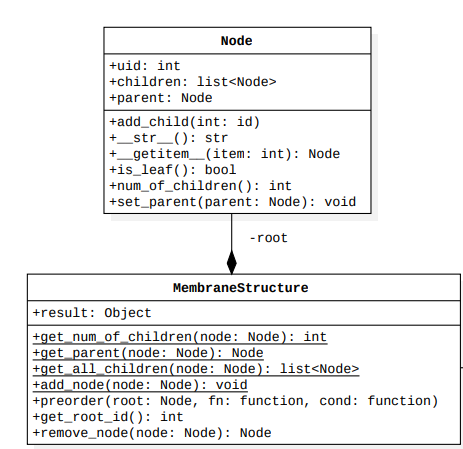 Node
+uid: int
+children: list<Node>
+parent: Node
+add_child(int: id)
+__str__(): str
+__getitem__(item: int): Node
+is_leaf(): bool
+num_of_children(): int
+set_parent(parent: Node): void
-root
MembraneStructure
+result: Object
+get_num_of_children(node: Node): int
+get_parent(node: Node): Node
+get_all_children(node: Node): list<Node>
+add_node(node: Node): void
+preorder(root: Node, fn: function, cond: function)
+get_root_id(): int
+remove_node(node: Node): Node